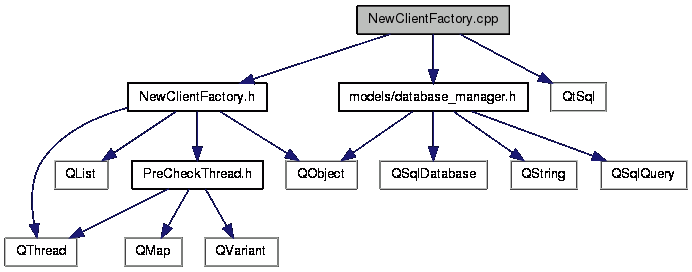 NewClientFactory.cpp
NewClientFactory.h
models/database_manager.h
QtSql
QList
PreCheckThread.h
QObject
QSqlDatabase
QString
QSqlQuery
QThread
QMap
QVariant